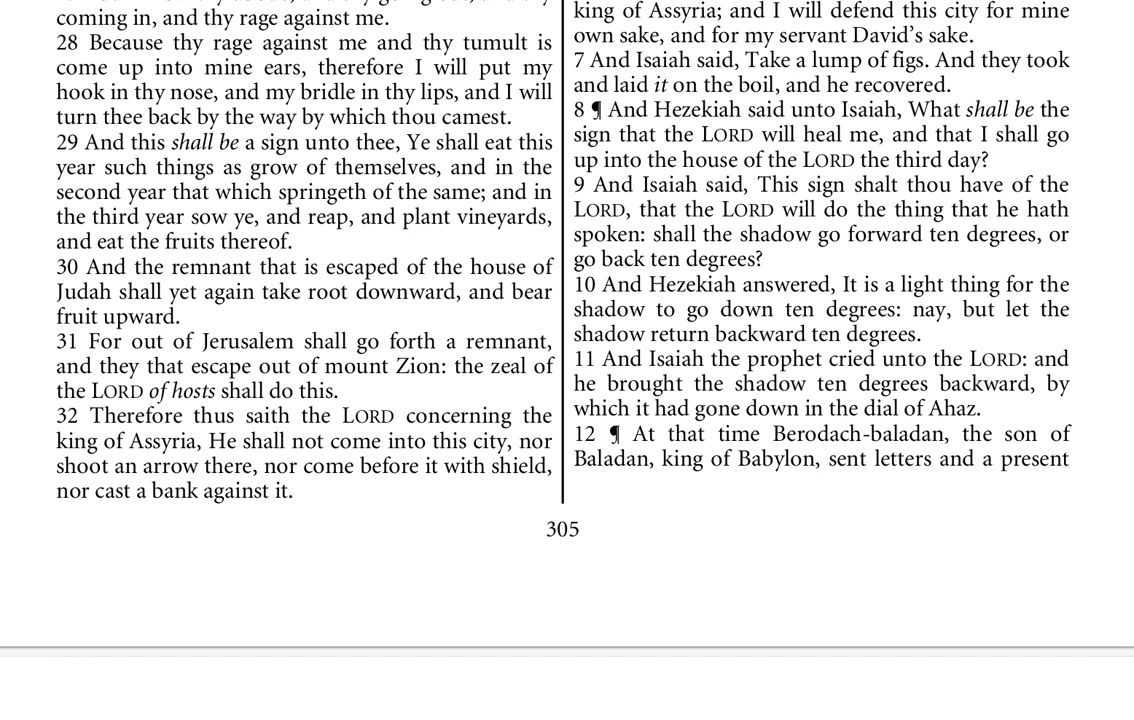 coming in, and thy rage against me.
28 Because thy rage against me and thy tumult is
come up into mine ears, therefore I will put my
hook in thy nose, and my bridle in thy lips, and I will
turn thee back by the way by which thou camest.
29 And this shall be a sign unto thee, Ye shall eat this
year such things as grow of themselves, and in the
second year that which springeth of the same; and in
the third year sow ye, and reap, and plant vineyards,
and eat the fruits thereof.
30 And the remnant that is escaped of the house of
Judah shall yet again take root downward, and bear
fruit upward.
31 For out of Jerusalem shall go forth a remnant,
and they that escape out of mount Zion: the zeal of
the LORD of hosts shall do this.
32 Therefore thus saith the LORD concerning the
king of Assyria, He shall not come into this city, nor
shoot an arrow there, nor come before it with shield,
nor cast a bank against it.
king of Assyria; and I will defend this city for mine
own sake, and for my servant David’s sake.
7 And Isaiah said, Take a lump of figs. And they took
and laid it on the boil, and he recovered.
8 ¶ And Hezekiah said unto Isaiah, What shall be the
sign that the LORD will heal me, and that I shall go
up into the house of the LORD the third day?
9 And Isaiah said, This sign shalt thou have of the
LORD, that the LORD will do the thing that he hath
spoken: shall the shadow go forward ten degrees, or
go back ten degrees?
10 And Hezekiah answered, It is a light thing for the
shadow to go down ten degrees: nay, but let the
shadow return backward ten degrees.
11 And Isaiah the prophet cried unto the LORD: and
he brought the shadow ten degrees backward, by
which it had gone down in the dial of Ahaz.
12 ¶ At that time Berodach-baladan, the son of
Baladan, king of Babylon, sent letters and a present
305